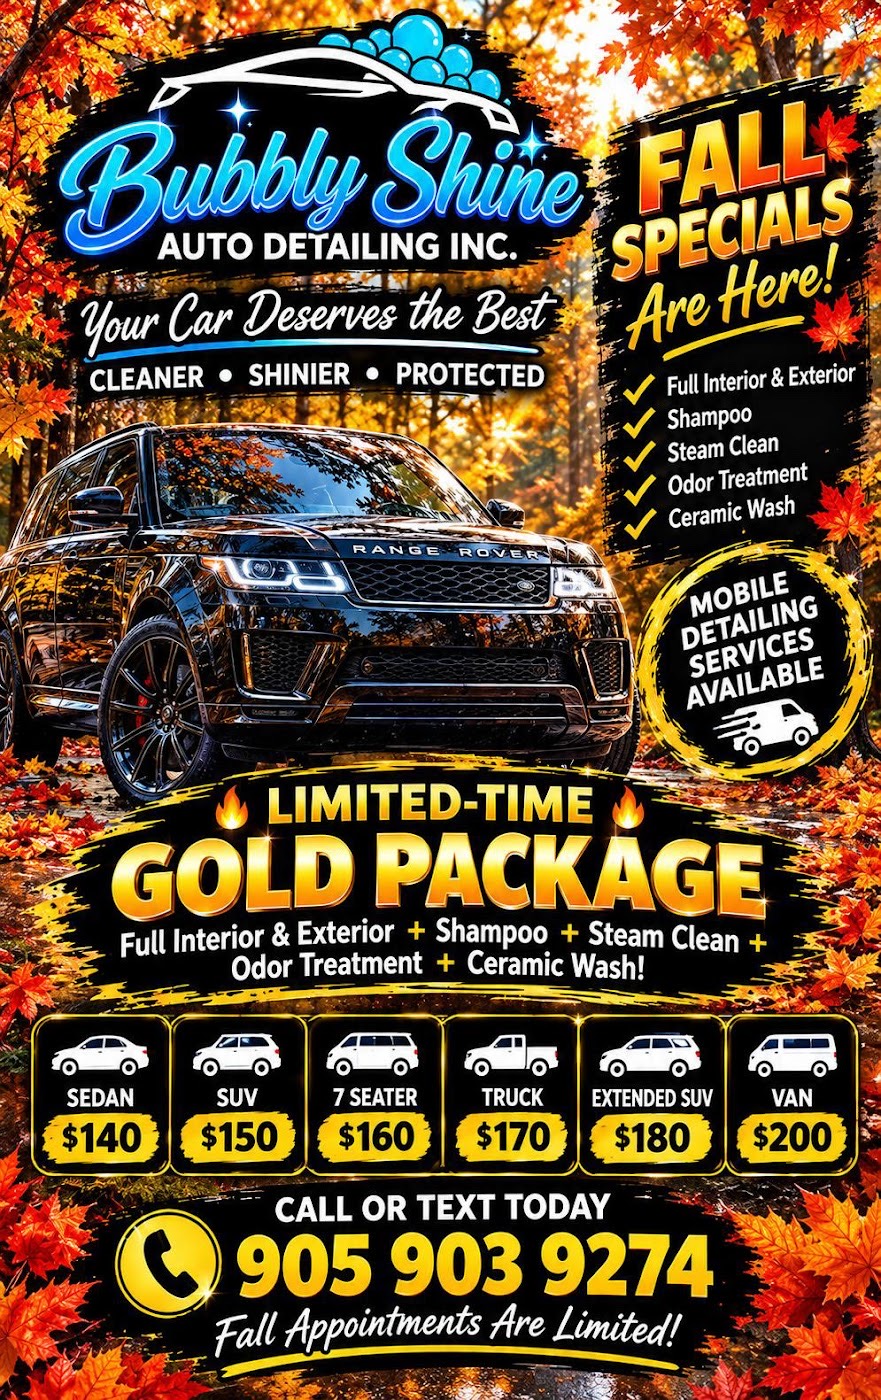 Bubbly Shine
AUTO DETAILING INC.
Your Car Deserves the Best
CLEANER • SHINIER • PROTECTED
FALL
SPECIALS
Are Here!
Full Interior & Exterior
Shampoo
Steam Clean
Odor Treatment
Ceramic Wash
RANGE ROVER
MOBILE
DETAILING
SERVICES
AVAILABLE
LIMITED-TIME
GOLD PACKAGE
Full Interior & Exterior + Shampoo + Steam Clean +
Odor Treatment + Ceramic Wash!
SEDAN
$140
SUV
$150
7 SEATER
$160
TRUCK
$170
EXTENDED SUV
$180
VAN
$200
CALL OR TEXT TODAY
905 903 9274
Fall Appointments Are Limited!